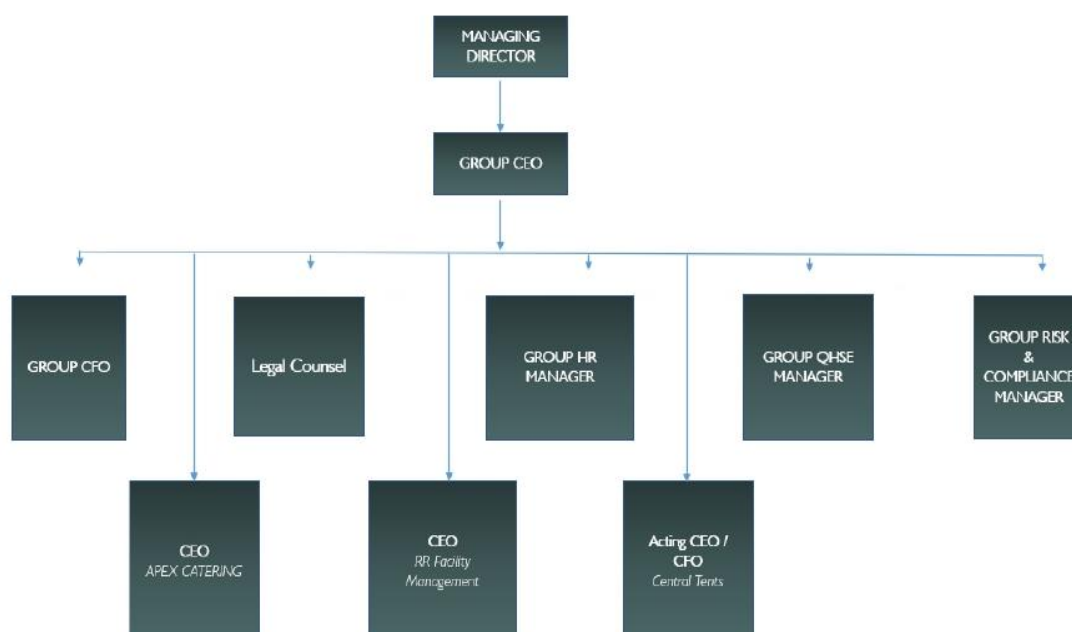 MANAGING
DIRECTOR
GROUP CEO
GROUP CFO
Legal Counsel
GROUP HR
MANAGER
GROUP QHSE
MANAGER
GROUP RISK
&
COMPLIANCE
MANAGER
CEO
APEX CATERING
CEO
RR Facility
Management
Acting CEO /
CFO
Central Tents